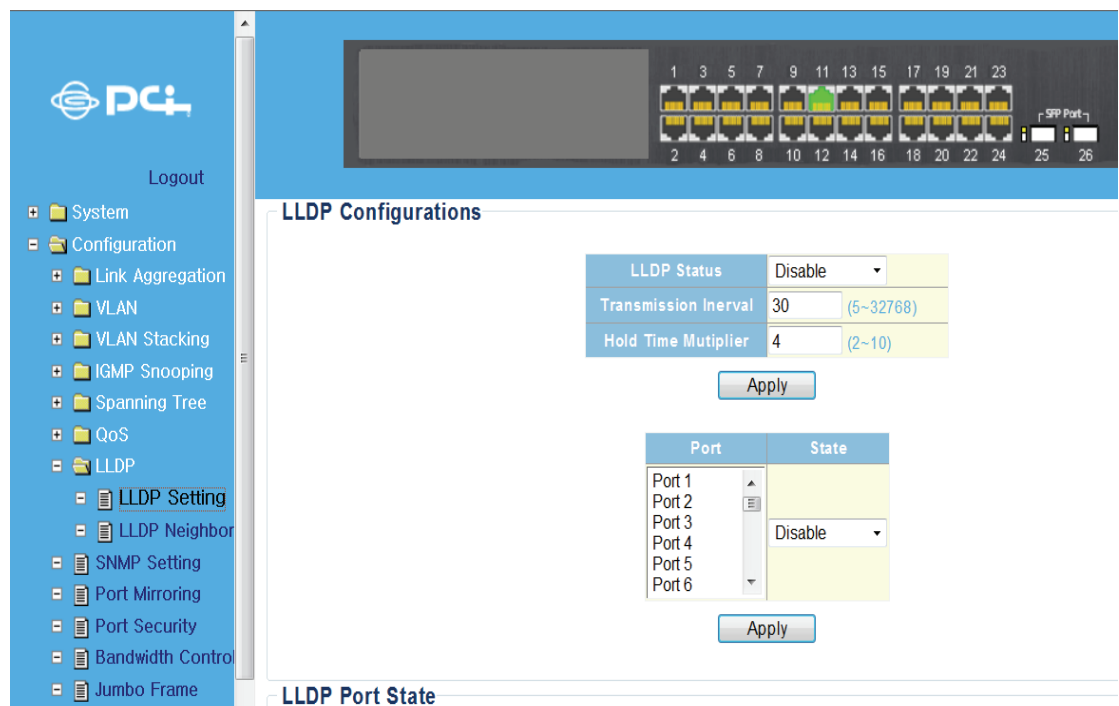 PCi
Logout
System
Configuration
Link Aggregation
VLAN
VLAN Stacking
IGMP Snooping
Spanning Tree
QoS
LLDP
LLDP Setting
LLDP Neighbor
SNMP Setting
Port Mirroring
Port Security
Bandwidth Control
Jumbo Frame
1 3 5 7 9 11 13 15 17 19 21 23
SFP Port
2 4 6 8 10 12 14 16 18 20 22 24 25 26
LLDP Configurations
LLDP Status Disable
Transmission Inerval 30 (5~32768)
Hold Time Mutiplier 4 (2~10)
Apply
Port State
Port 1
Port 2
Port 3
Port 4
Port 5
Port 6
Disable
Apply
LLDP Port State